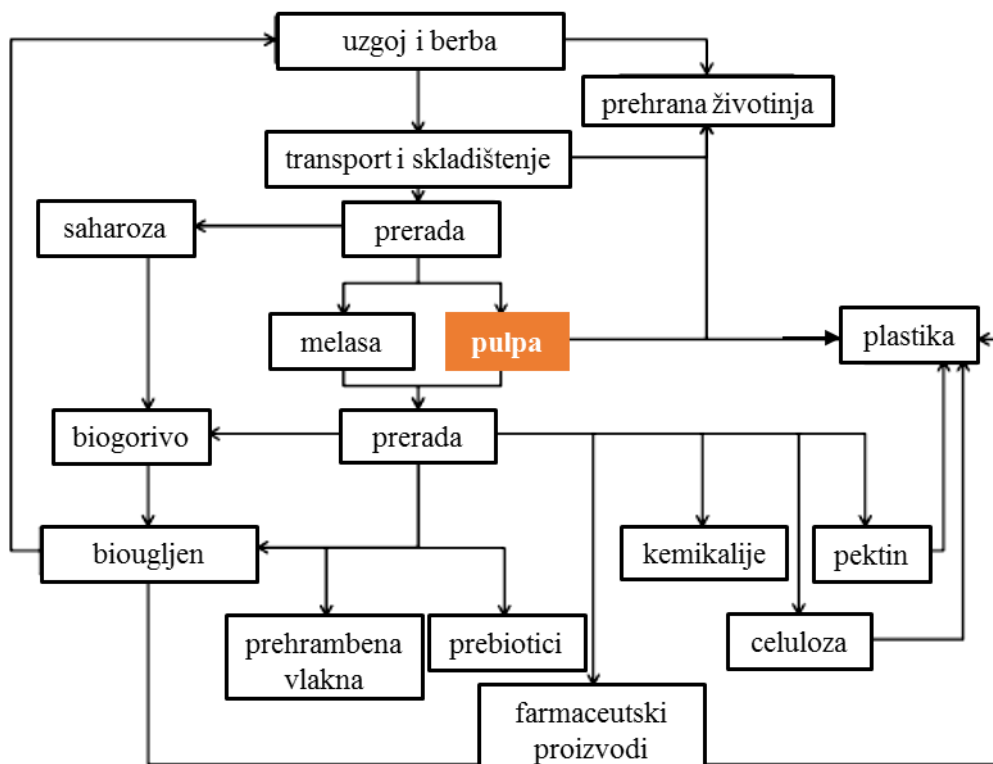 uzgoj i berba
prehrana životinja
transport i skladištenje
saharoza
prerada
melasa
pulpa
plastika
biogorivo
prerada
biougljen
kemikalije
pektin
prehrambena
vlakna
prebiotici
celuloza
farmaceutski
proizvodi